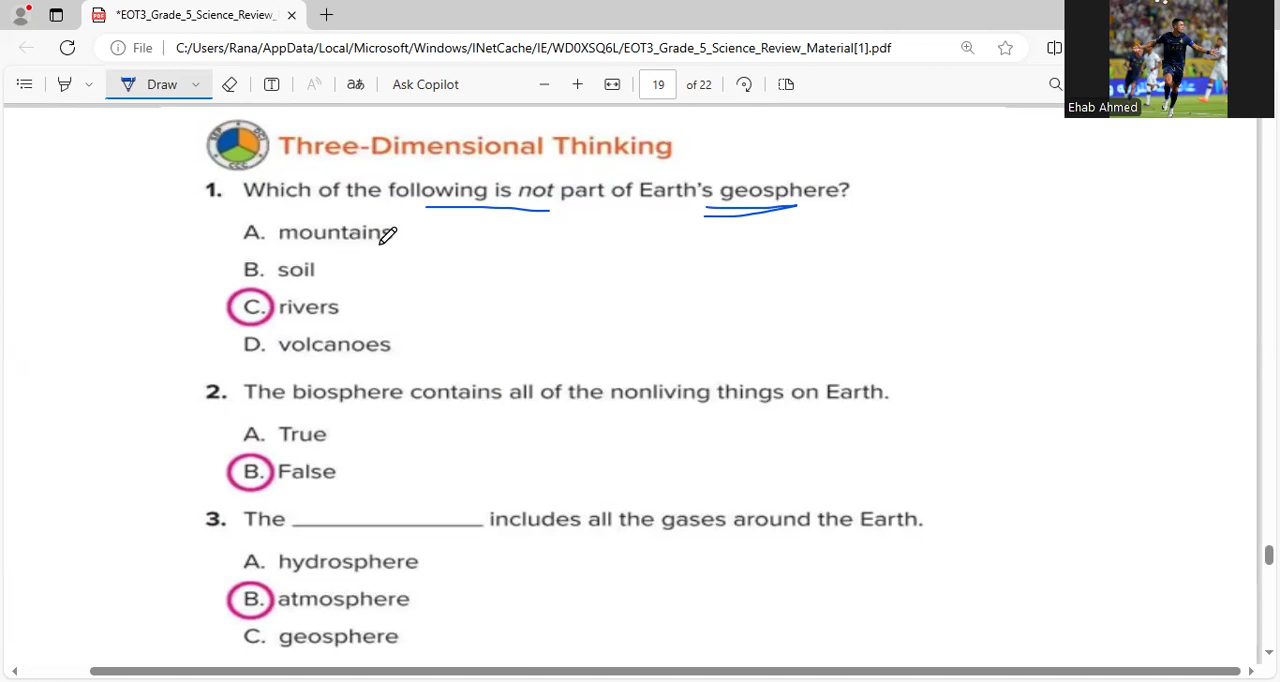 *EOT3_Grade_5_Science_Review_
File
C:/Users/Rana/AppData/Local/Microsoft/Windows/INetCache/IE/WD0XSQ6L/EOT3_Grade_5_Science_Review_Material[1].pdf
Draw
Ask Copilot
19 of 22
Ehab Ahmed
Three-Dimensional Thinking
1. Which of the following is not part of Earth's geosphere?
A. mountains
B. soil
C. rivers
D. volcanoes
2. The biosphere contains all of the nonliving things on Earth.
A. True
B. False
3. The ________________ includes all the gases around the Earth.
A. hydrosphere
B. atmosphere
C. geosphere